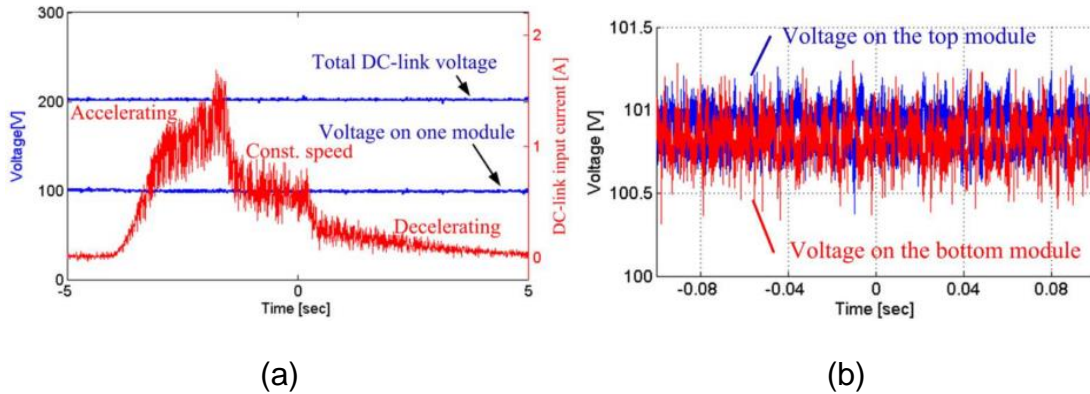 300
200
100
0
Voltage[V]
Total DC-link voltage
Accelerating
Voltage on one module
Const. speed
Decelerating
2
1
0
DC-link input current [A]
-5
0
5
Time [sec]
(a)
101.5
101
100.5
100
Voltage [V]
Voltage on the top module
Voltage on the bottom module
-0.08
-0.04
0
0.04
0.08
Time [sec]
(b)